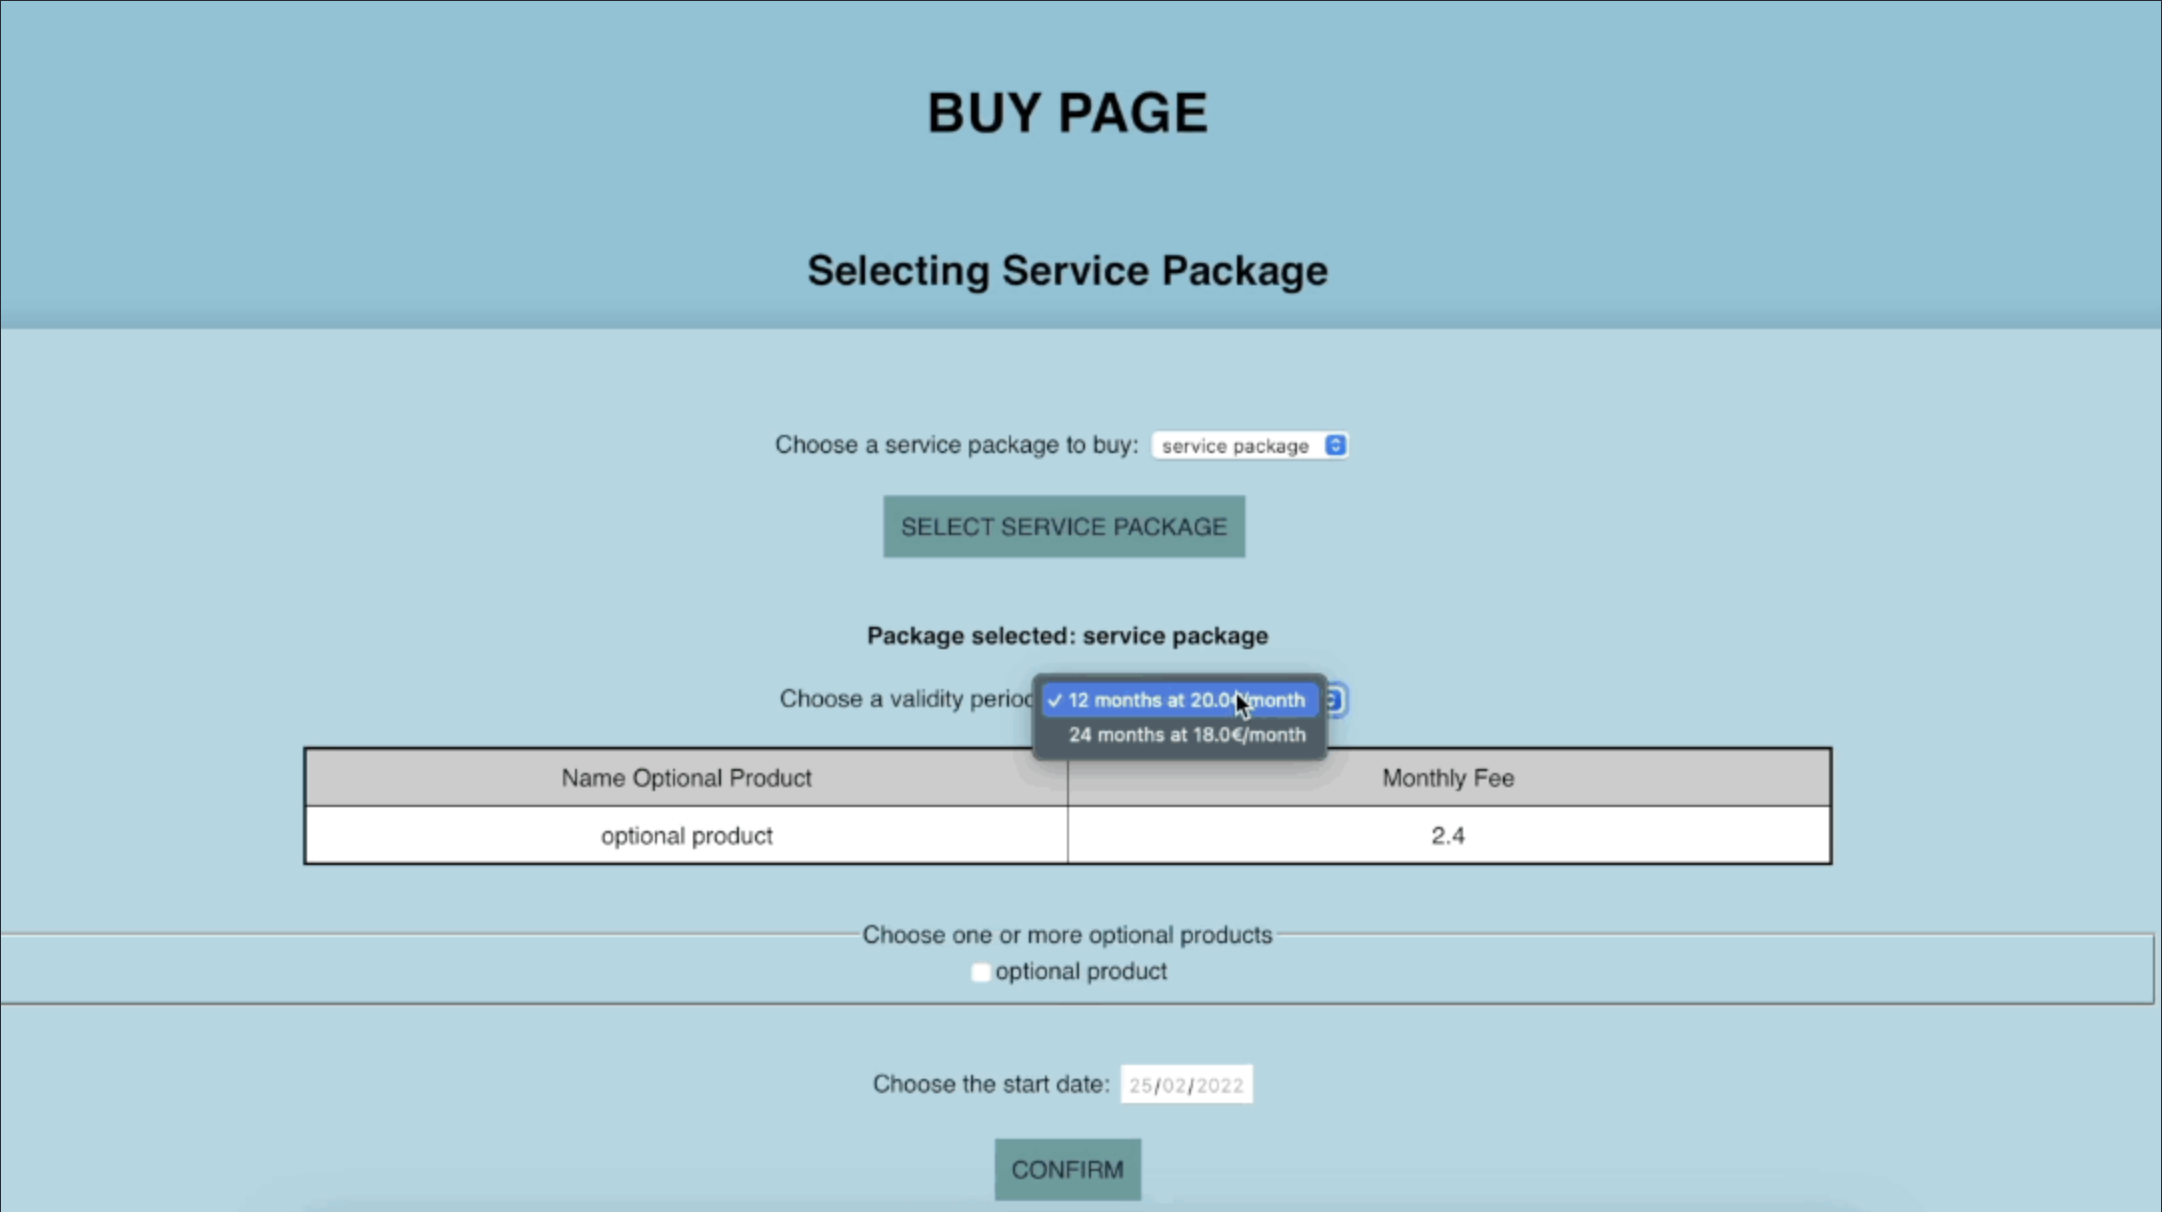 BUY PAGE
Selecting Service Package
Choose a service package to buy: service package
SELECT SERVICE PACKAGE
Package selected: service package
Choose a validity period
12 months at 20.0€/month
24 months at 18.0€/month
Name Optional Product Monthly Fee
optional product 2.4
Choose one or more optional products
optional product
Choose the start date: 25/02/2022
CONFIRM